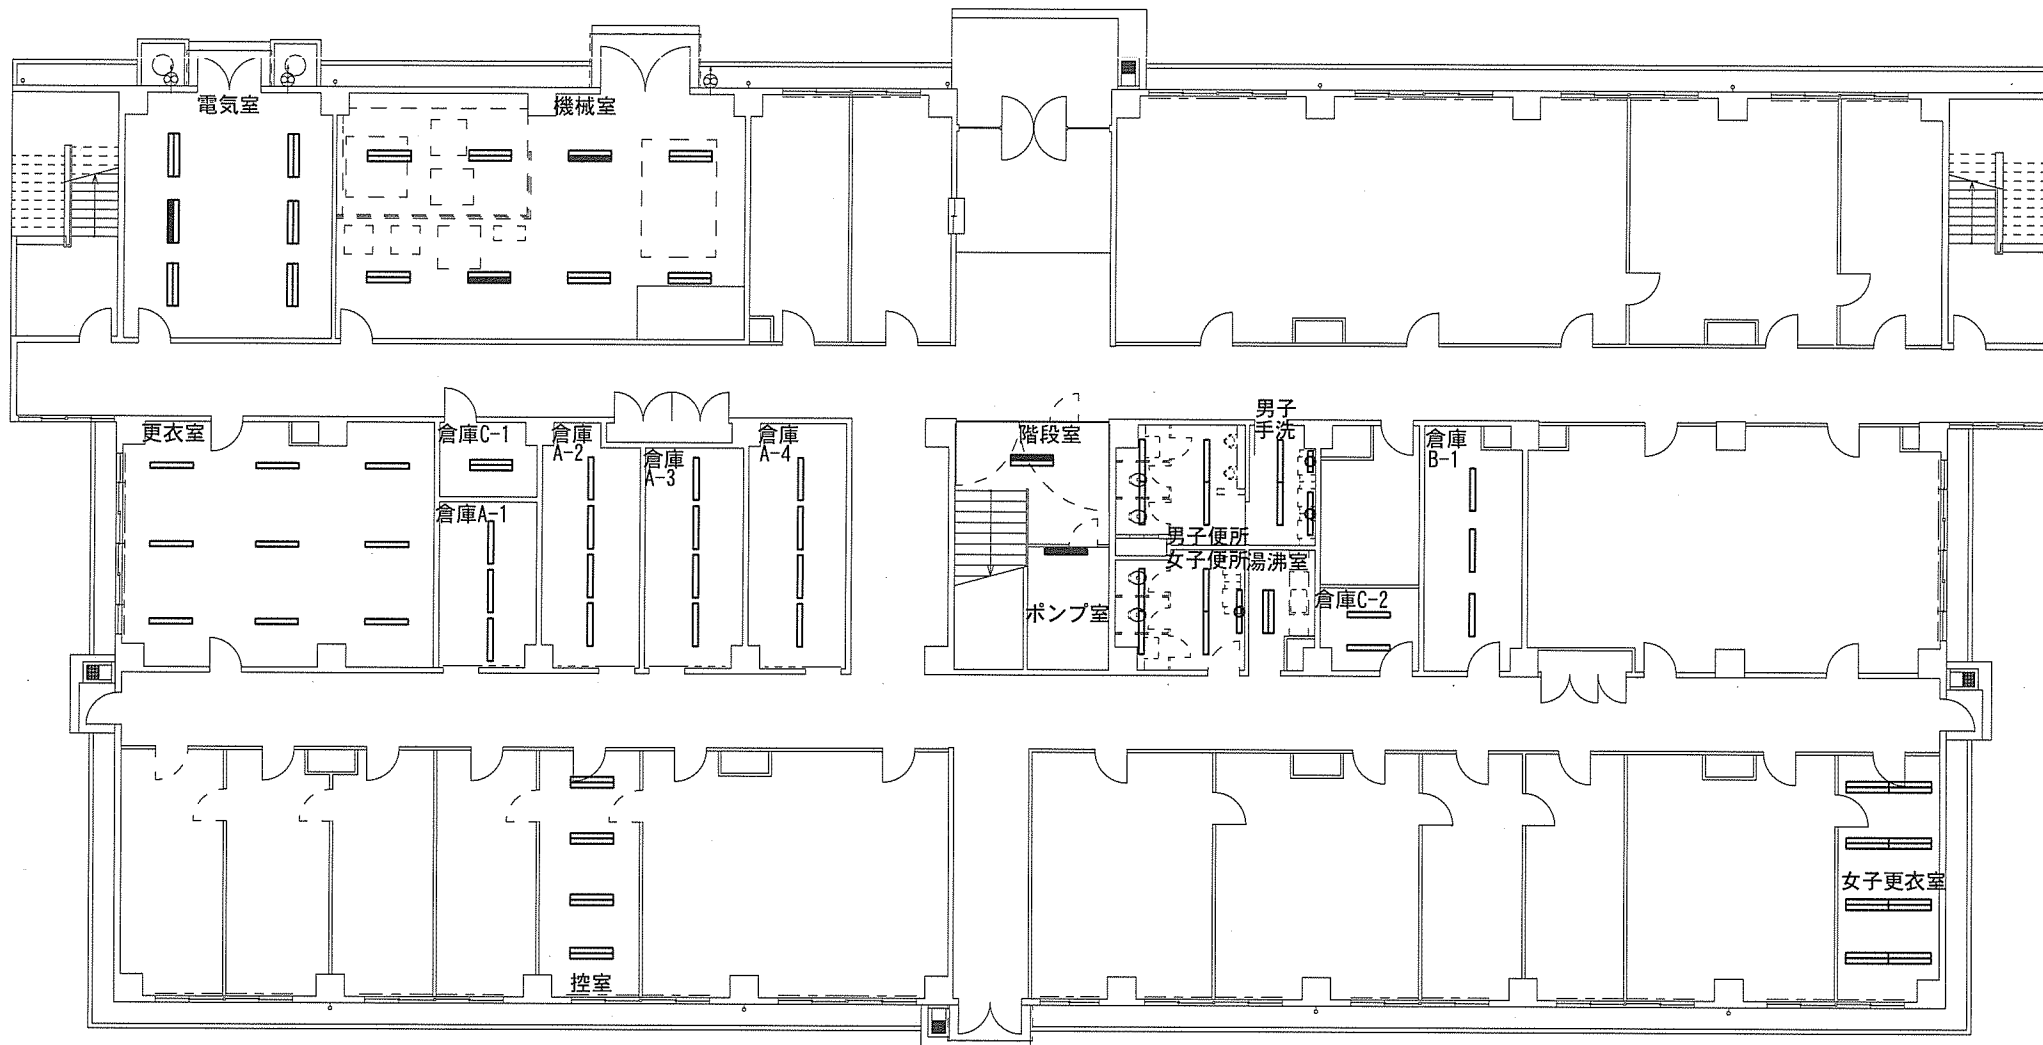 電気室
機械室
更衣室
倉庫C-1
倉庫
A-2
倉庫
A-3
倉庫
A-4
倉庫A-1
階段室
男子
手洗
倉庫
B-1
男子便所
女子便所
湯沸室
倉庫C-2
ポンプ室
控室
女子更衣室